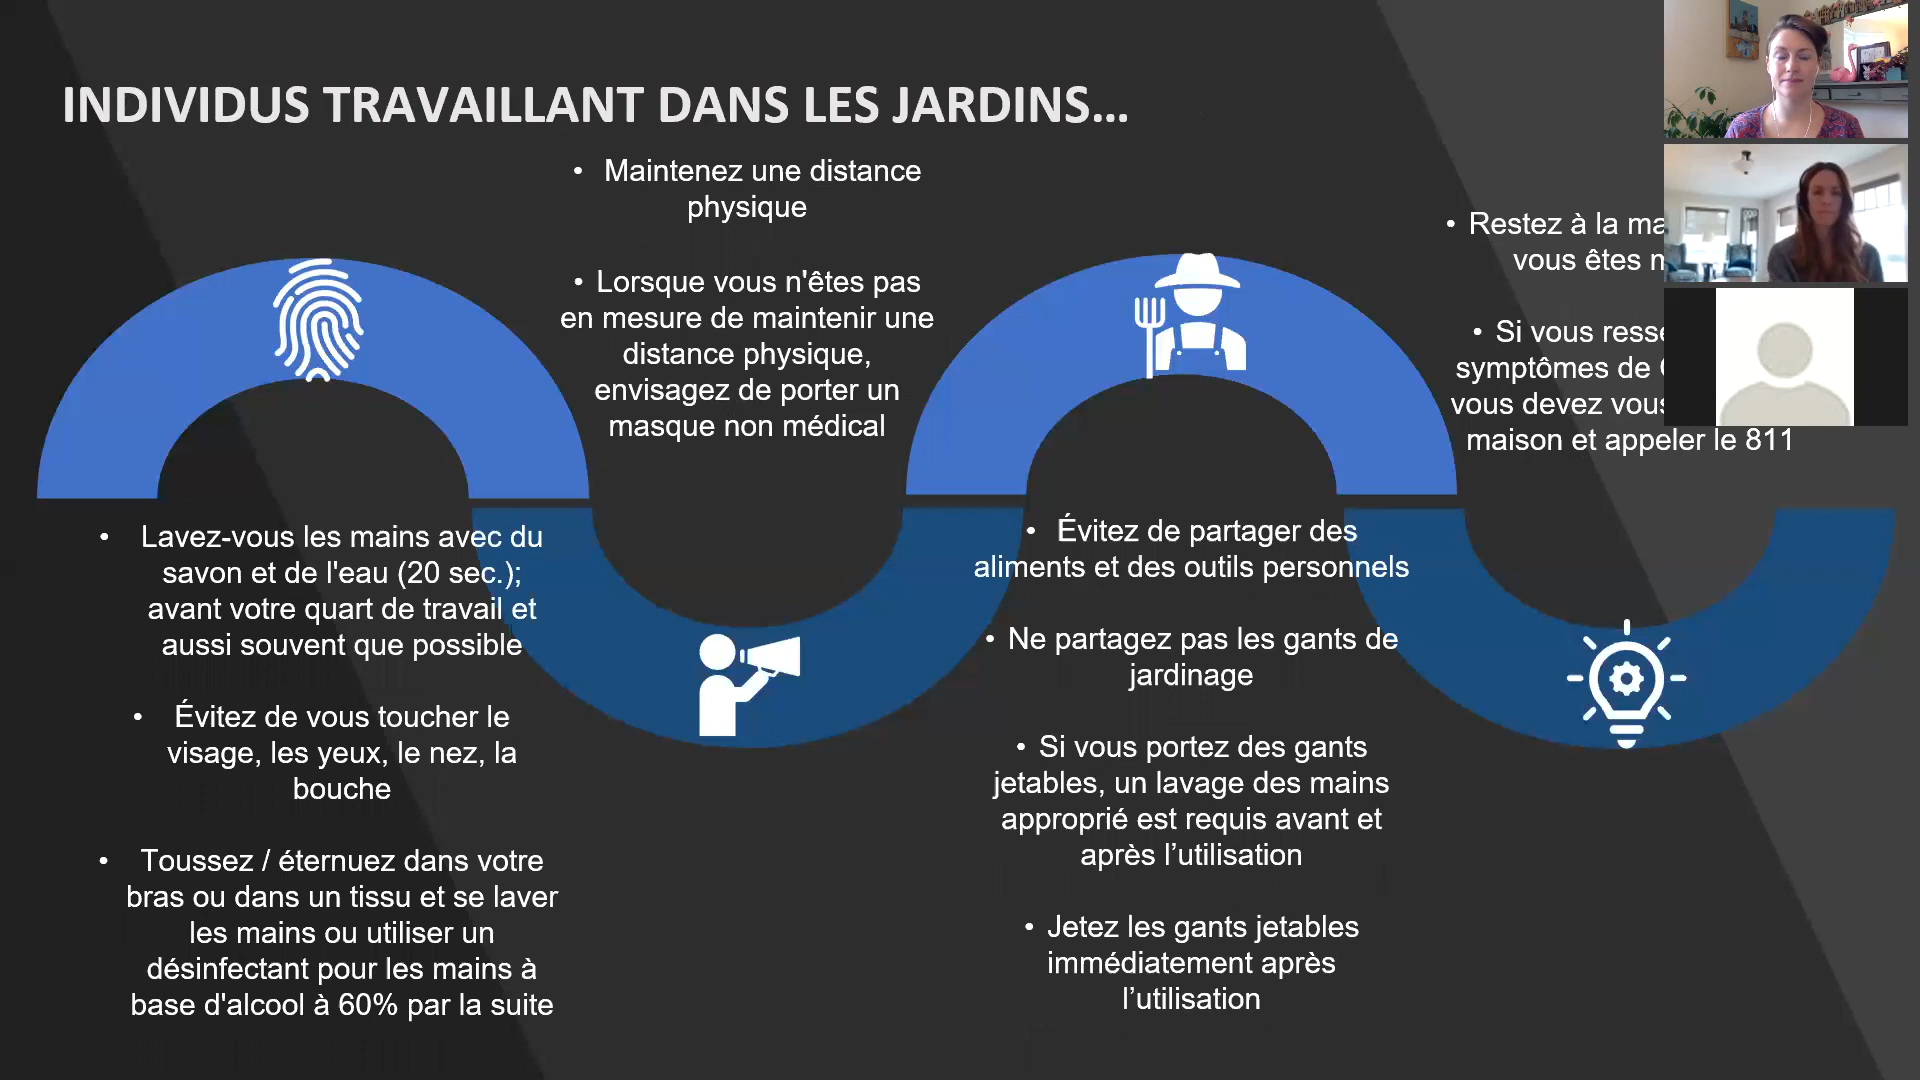 INDIVIDUS TRAVAILLANT DANS LES JARDINS...
• Lavez-vous les mains avec du
savon et de l'eau (20 sec.);
avant votre quart de travail et
aussi souvent que possible
• Évitez de vous toucher le
visage, les yeux, le nez, la
bouche
• Toussez / éternuez dans votre
bras ou dans un tissu et se laver
les mains ou utiliser un
désinfectant pour les mains à
base d'alcool à 60% par la suite
• Maintenez une distance
physique
• Lorsque vous n'êtes pas
en mesure de maintenir une
distance physique,
envisagez de porter un
masque non médical
• Évitez de partager des
aliments et des outils personnels
• Ne partagez pas les gants de
jardinage
• Si vous portez des gants
jetables, un lavage des mains
approprié est requis avant et
après l’utilisation
• Jetez les gants jetables
immédiatement après
l’utilisation
• Restez à la
vous êtes
• Si vous
symptômes de
vous devez
maison et appeler le 811